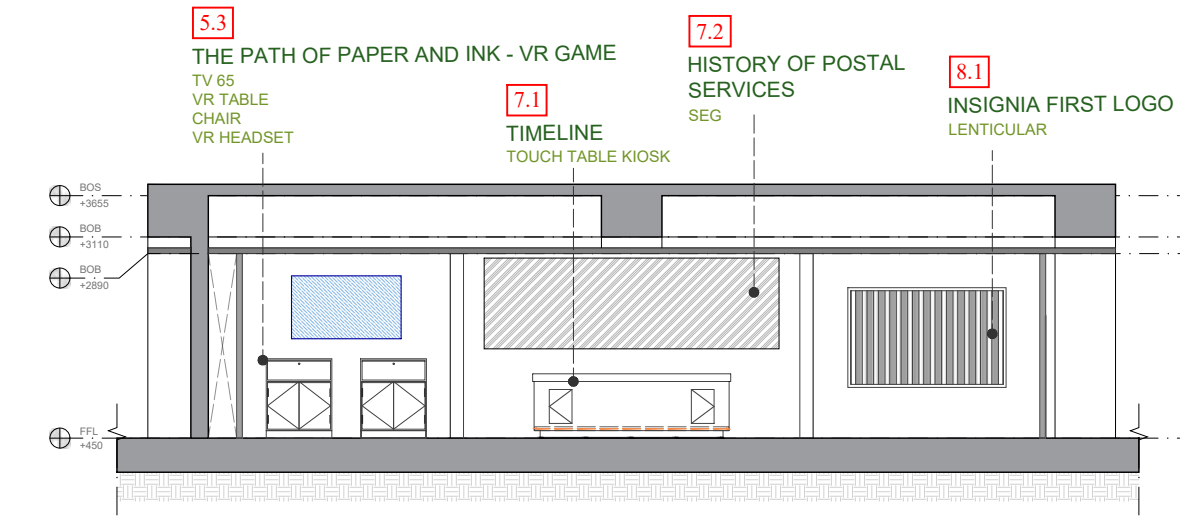 5.3
THE PATH OF PAPER AND INK - VR GAME
TV 65
VR TABLE
CHAIR
VR HEADSET
7.1
TIMELINE
TOUCH TABLE KIOSK
7.2
HISTORY OF POSTAL
SERVICES
SEG
8.1
INSIGNIA FIRST LOGO
LENTICULAR
BOS
+3655
BOB
+3110
BOB
+2890
FFL
+450